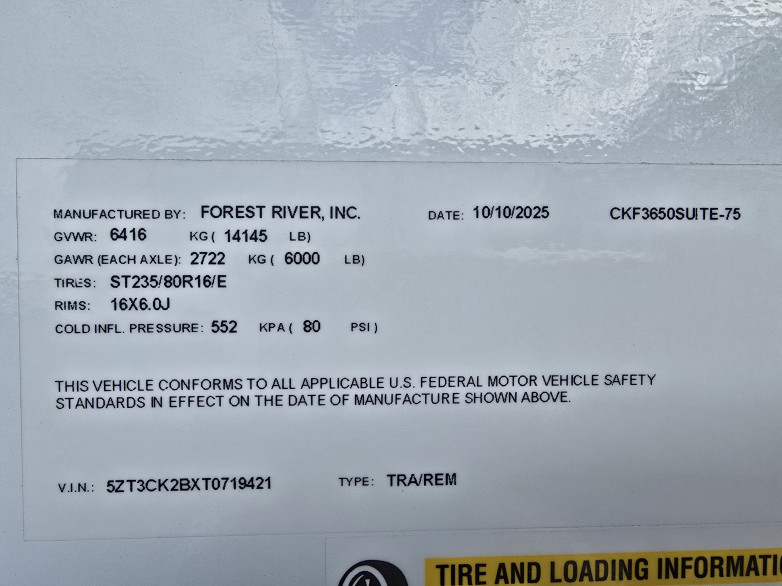 MANUFACTURED BY: FOREST RIVER, INC. DATE: 10/10/2025 CKF3650SUITE-75
GVWR: 6416 KG ( 14145 LB)
GAWR (EACH AXLE): 2722 KG ( 6000 LB)
TIRES: ST235/80R16/E
RIMS: 16X6.0J
COLD INFL. PRESSURE: 552 KPA ( 80 PSI )
THIS VEHICLE CONFORMS TO ALL APPLICABLE U.S. FEDERAL MOTOR VEHICLE SAFETY
STANDARDS IN EFFECT ON THE DATE OF MANUFACTURE SHOWN ABOVE.
V.I.N.: 5ZT3CK2BXT0719421 TYPE: TRA/REM
TIRE AND LOADING INFORMATI